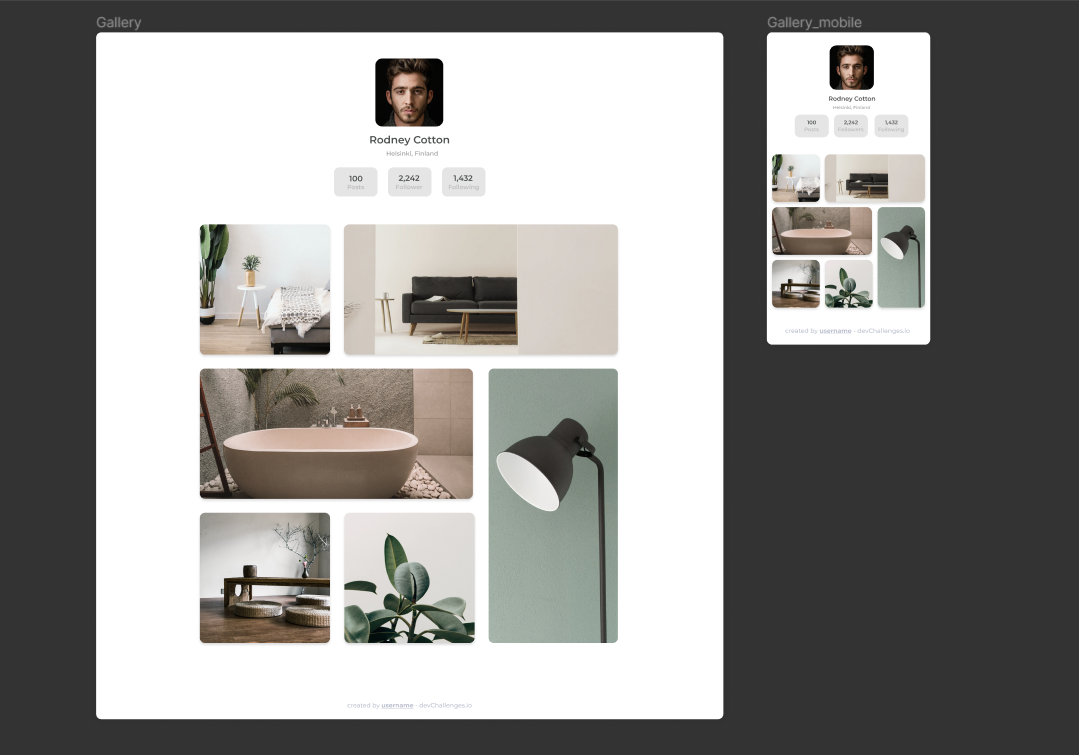 Gallery
Rodney Cotton
Helsinki, Finland
100 2,242 1,432
Posts Follower Following
created by username - devChallenges.io
Gallery_mobile
Rodney Cotton
Helsinki, Finland
100 2,242 1,432
Posts Followers Following
created by username - devChallenges.io